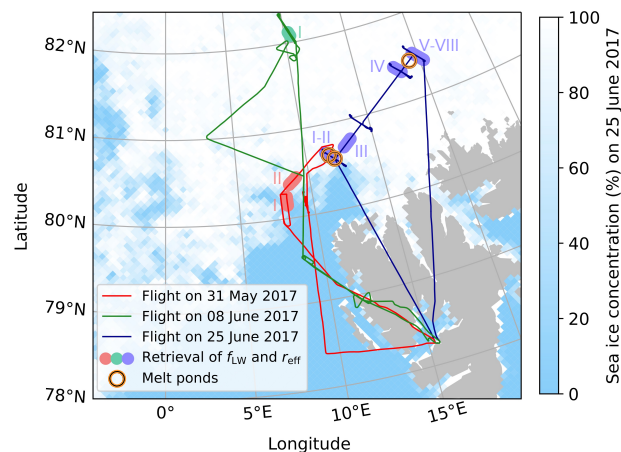 82°N
81°N
80°N
79°N
78°N
Latitude
0°
5°E
10°E
15°E
Longitude
I
V-VIII
IV
I-II
III
II
I
Flight on 31 May 2017
Flight on 08 June 2017
Flight on 25 June 2017
Retrieval of fLW and reff
Melt ponds
100
80
60
40
20
0
Sea ice concentration (%) on 25 June 2017